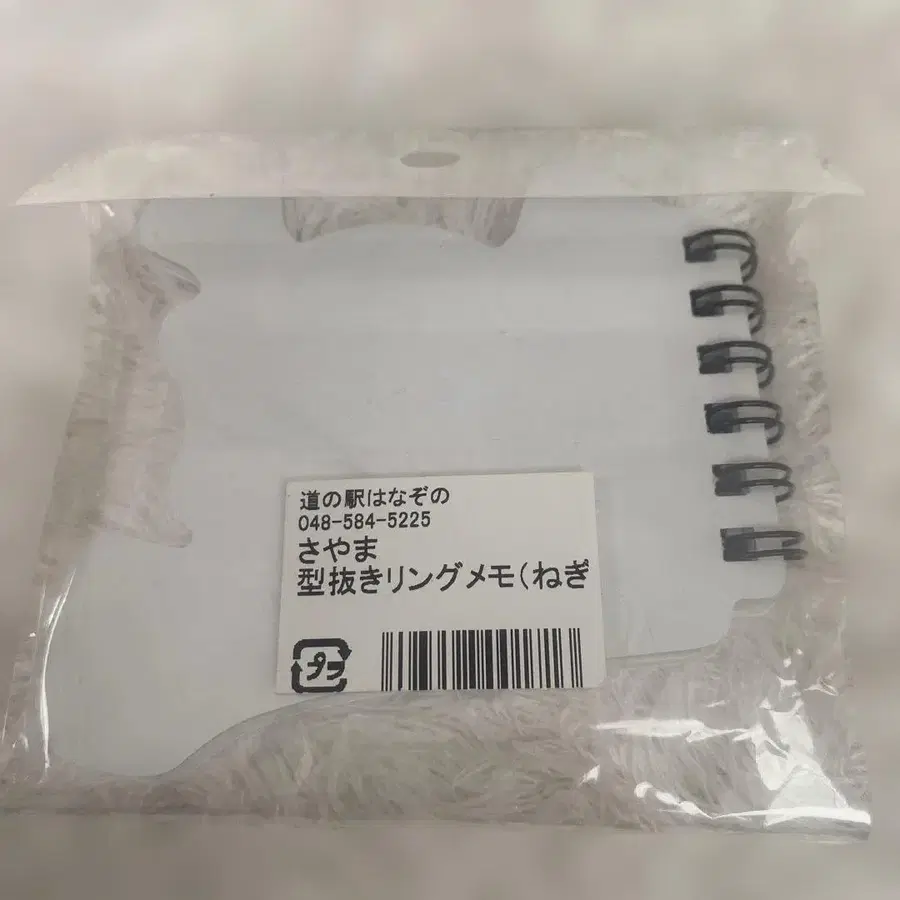 道の駅はなぞの
048-584-5225
さやま
型抜きリングメモ(ねぎ
プラ